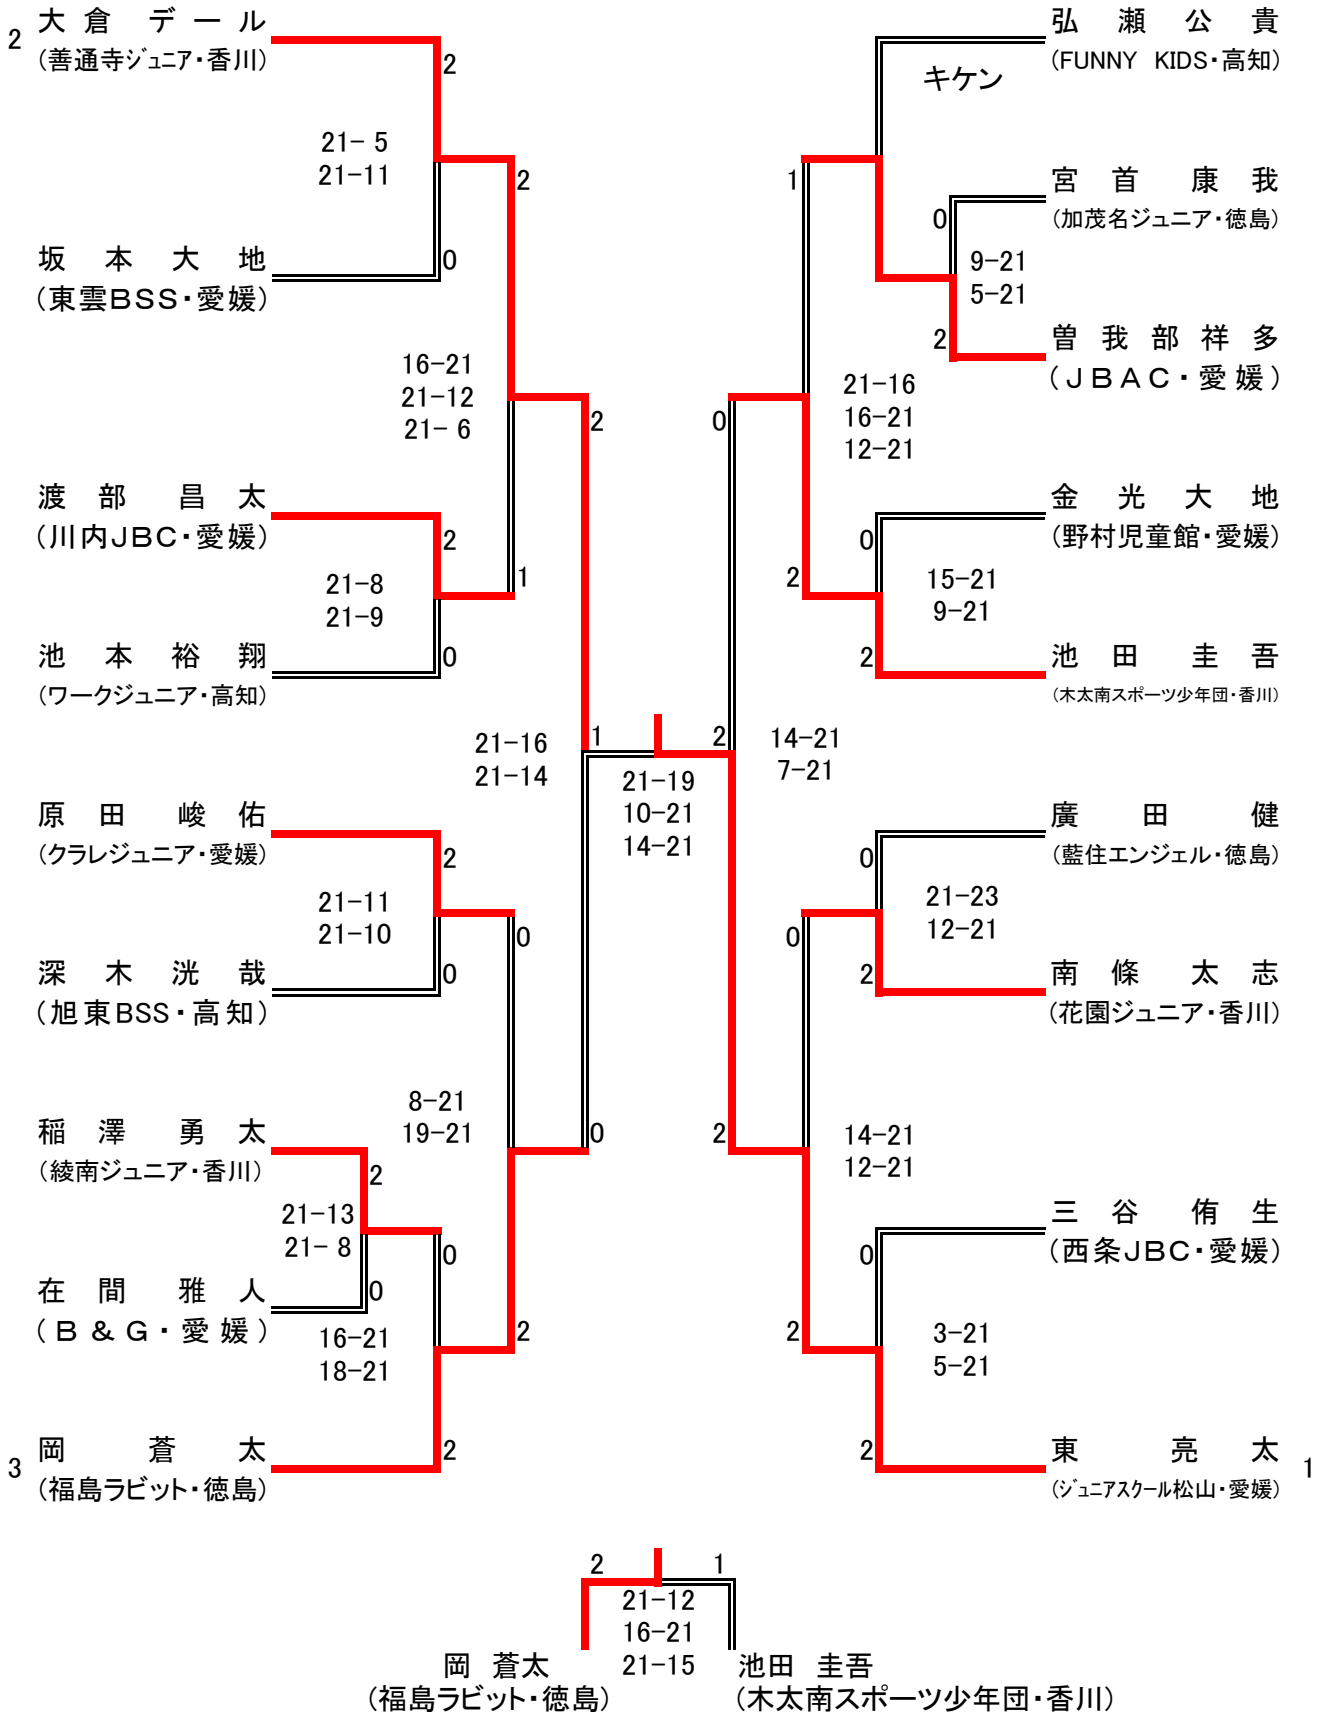 2
大倉 デール
(善通寺ジュニア・香川)
2
21- 5
21-11
0
坂本大地
(東雲BSS・愛媛)
2
16-21
21-12
21- 6
渡部 昌太
(川内JBC・愛媛)
2
21-8
21-9
1
0
池本裕翔
(ワークジュニア・高知)
2
21-16
21-14
1
原田 峻佑
(クラレジュニア・愛媛)
2
21-11
21-10
0
0
深木洸哉
(旭東BSS・高知)
8-21
19-21
0
稲澤 勇太
(綾南ジュニア・香川)
2
21-13
21- 8
0
0
在間 雅人
(B&G・愛媛)
16-21
18-21
2
3
岡 蒼太
(福島ラビット・徳島)
2
21-19
10-21
14-21
弘瀬公貴
(FUNNY KIDS・高知)
キケン
1
宮首 康我
(加茂名ジュニア・徳島)
0
9-21
5-21
2
曽我部祥多
(JBAC・愛媛)
21-16
16-21
12-21
0
金光大地
(野村児童館・愛媛)
0
15-21
9-21
2
2
池田 圭吾
(木太南スポーツ少年団・香川)
2
14-21
7-21
廣田 健
(藍住エンジェル・徳島)
0
21-23
12-21
0
2
南條 太志
(花園ジュニア・香川)
2
14-21
12-21
三谷 侑生
(西条JBC・愛媛)
0
3-21
5-21
2
2
東 亮太
(ジュニアスクール松山・愛媛)
1
2
1
21-12
16-21
21-15
岡 蒼太
(福島ラビット・徳島)
池田 圭吾
(木太南スポーツ少年団・香川)